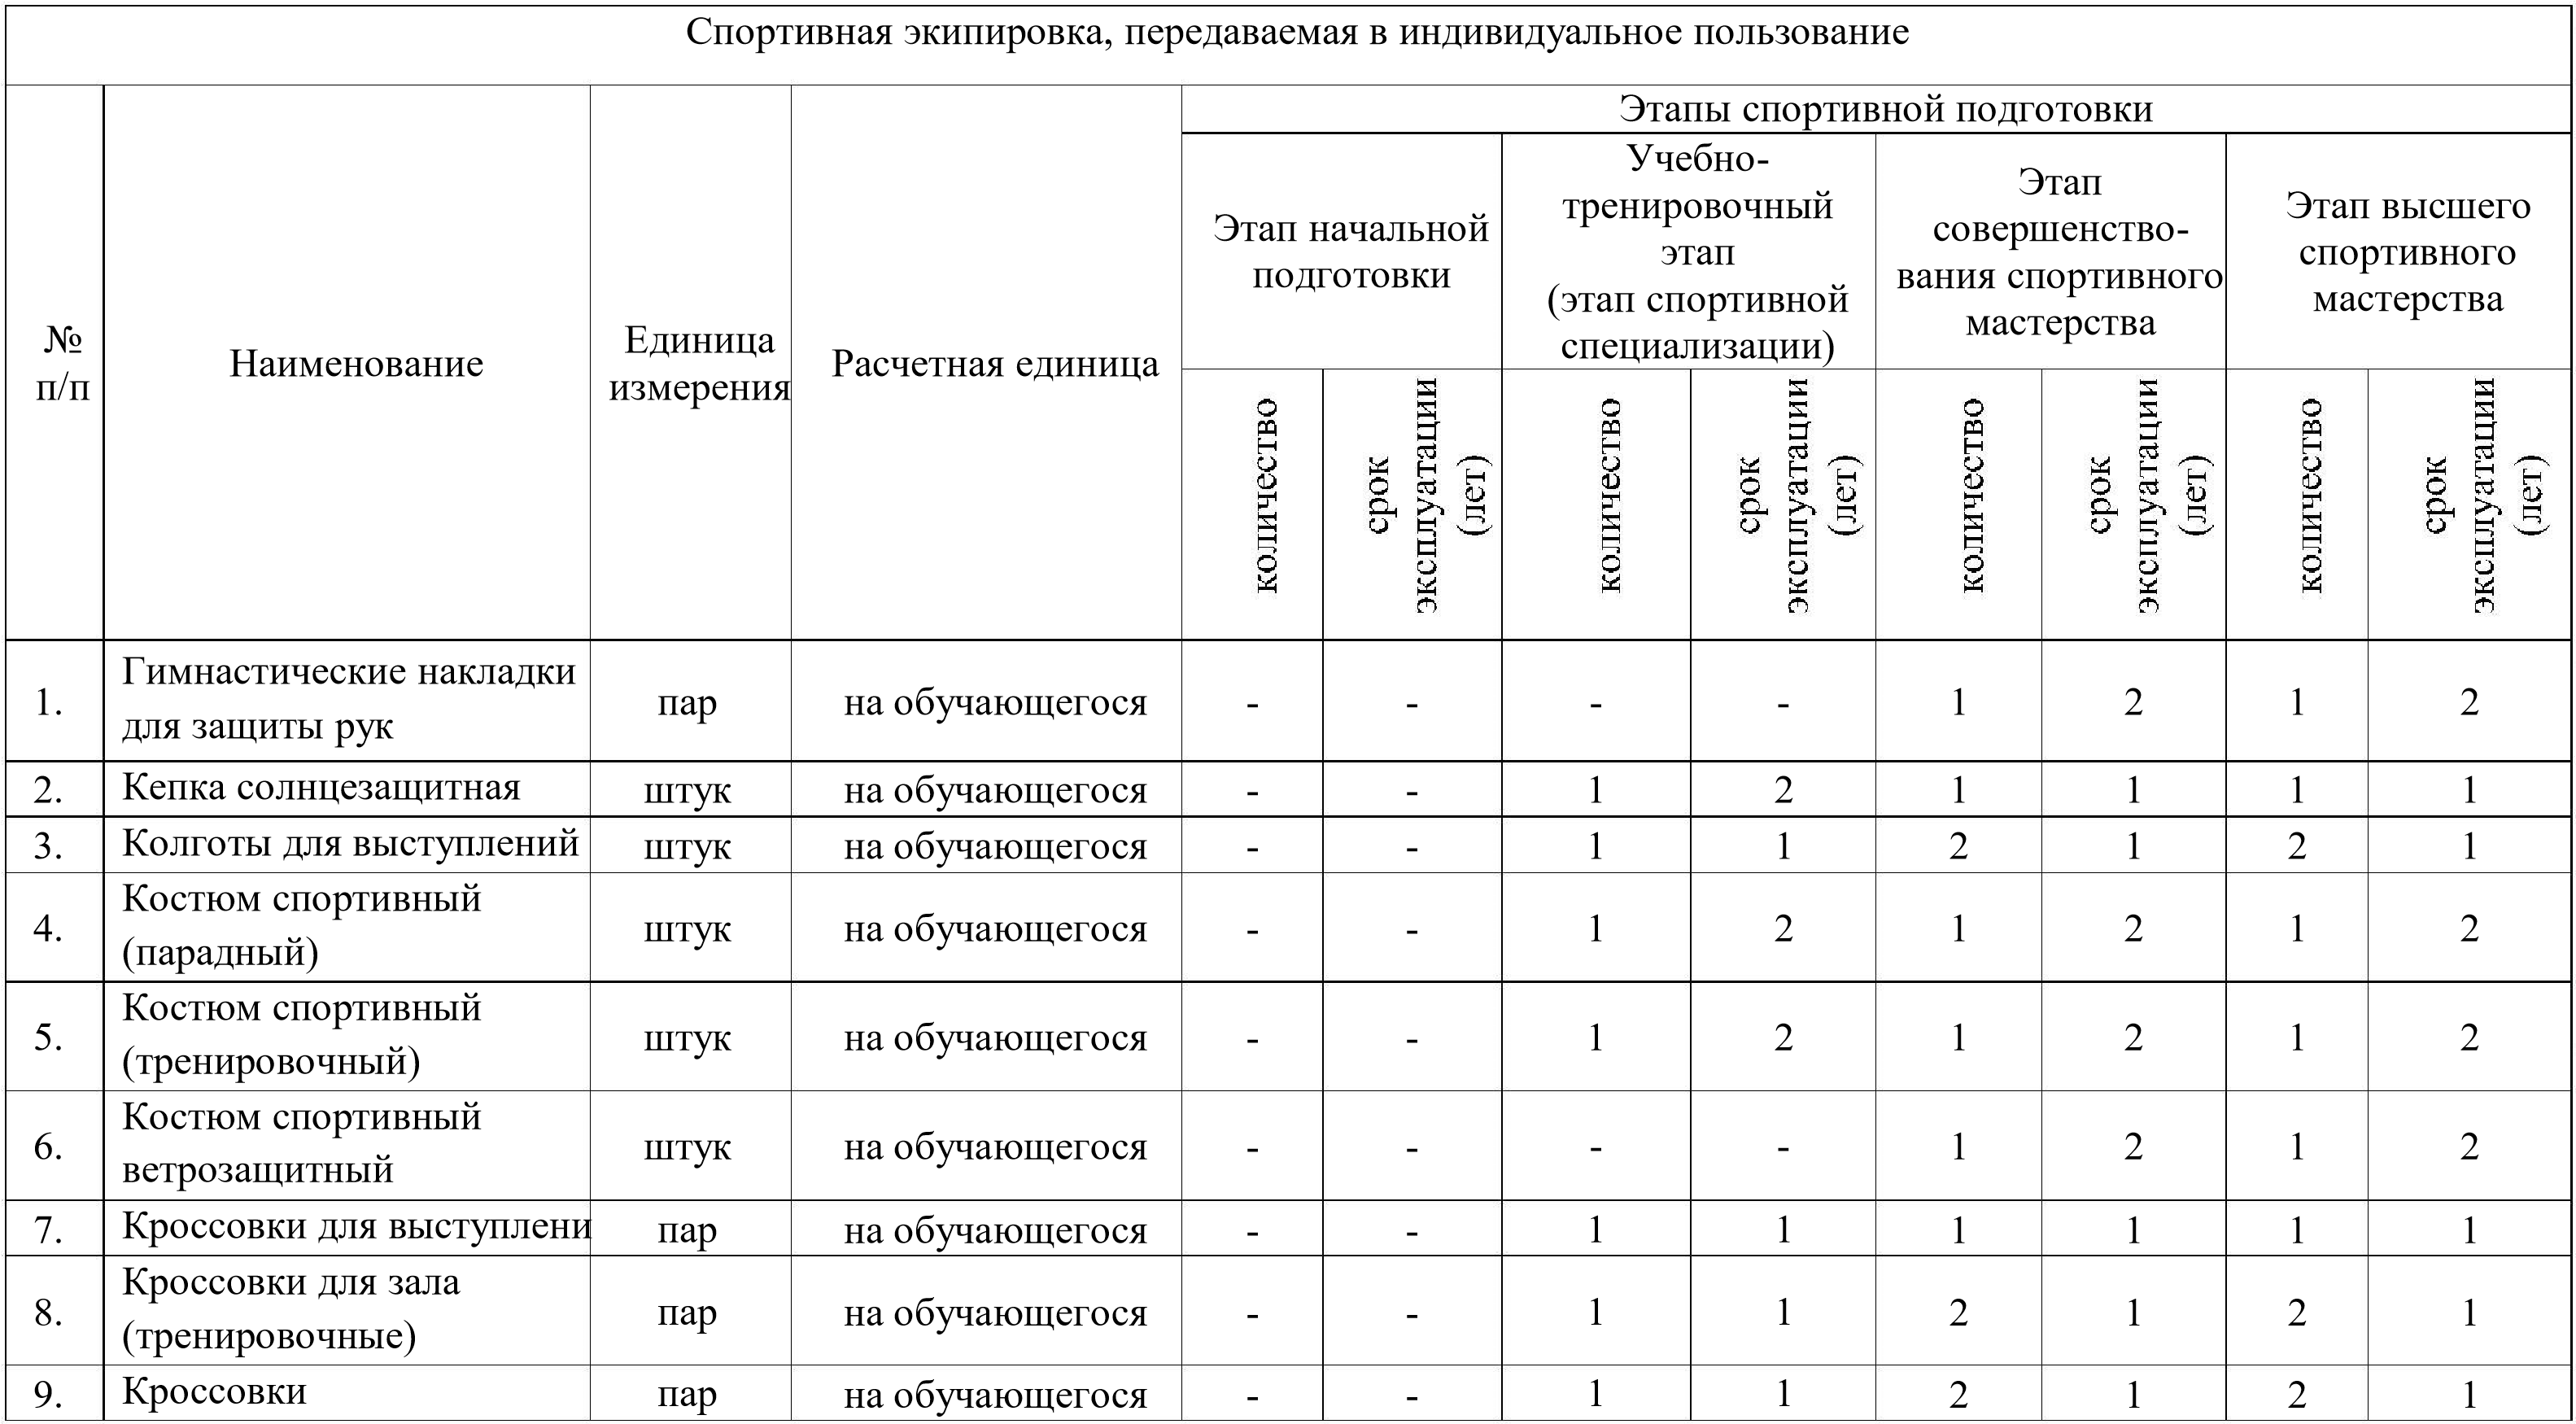 Спортивная экипировка, передаваемая в индивидуальное пользование
№
п/п
Наименование
Единица
измерения
Расчетная единица
Этапы спортивной подготовки
Этап начальной
подготовки
Учебно-
тренировочный
этап
(этап спортивной
специализации)
Этап
совершенство-
вания спортивного
мастерства
Этап высшего
спортивного
мастерства
количество
срок
эксплуатации
(лет)
количество
срок
эксплуатации
(лет)
количество
срок
эксплуатации
(лет)
количество
срок
эксплуатации
(лет)
1. Гимнастические накладки
для защиты рук
пар на обучающегося - - - - 1 2 1 2
2. Кепка солнцезащитная штук на обучающегося - - 1 2 1 1 1 1
3. Колготы для выступлений штук на обучающегося - - 1 1 2 1 2 1
4. Костюм спортивный
(парадный)
штук на обучающегося - - 1 2 1 2 1 2
5. Костюм спортивный
(тренировочный)
штук на обучающегося - - 1 2 1 2 1 2
6. Костюм спортивный
ветрозащитный
штук на обучающегося - - - - 1 2 1 2
7. Кроссовки для выступлени пар на обучающегося - - 1 1 1 1 1 1
8. Кроссовки для зала
(тренировочные)
пар на обучающегося - - 1 1 2 1 2 1
9. Кроссовки пар на обучающегося - - 1 1 2 1 2 1